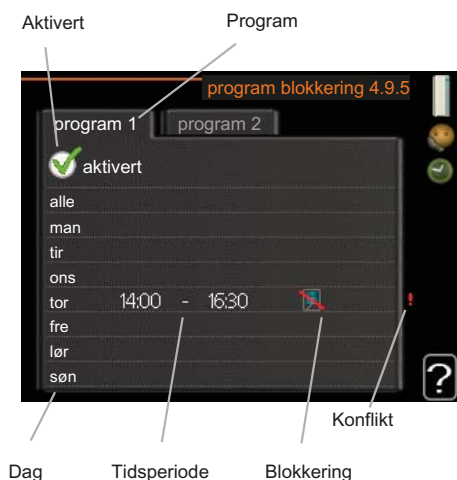 Aktivert Program
program blokkering 4.9.5
program 1 program 2
aktivert
alle
man
tir
ons
tor 14:00 - 16:30 !
fre
lør
søn
?
Konflikt
Dag Tidsperiode Blokkering